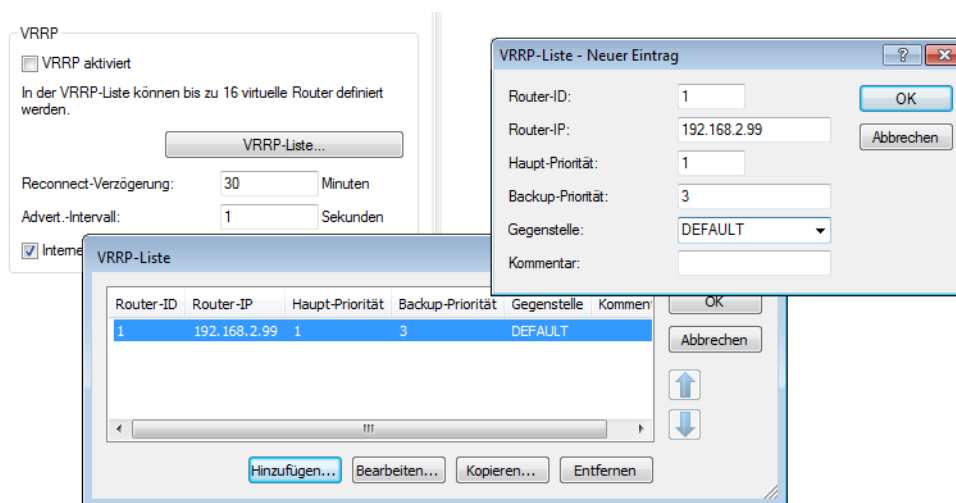 VRRP
VRRP aktiviert
In der VRRP-Liste können bis zu 16 virtuelle Router definiert
werden.
VRRP-Liste...
Reconnect-Verzögerung: 30 Minuten
Advert.-Intervall: 1 Sekunden
Interne
VRRP-Liste - Neuer Eintrag
Router-ID: 1
OK
Router-IP: 192.168.2.99
Abbrechen
Haupt-Priorität: 1
Backup-Priorität: 3
Gegenstelle: DEFAULT
Kommentar:
VRRP-Liste
Router-ID Router-IP Haupt-Priorität Backup-Priorität Gegenstelle Komment
1 192.168.2.99 1 3 DEFAULT
OK
Abbrechen
Hinzufügen... Bearbeiten... Kopieren... Entfernen